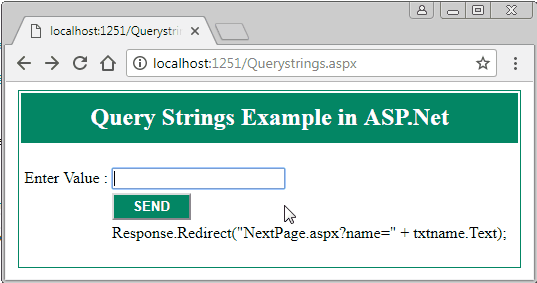 localhost:1251/Querystrin
localhost:1251/Querystrings.aspx
Query Strings Example in ASP.Net
Enter Value :
SEND
Response.Redirect("NextPage.aspx?name=" + txtname.Text);